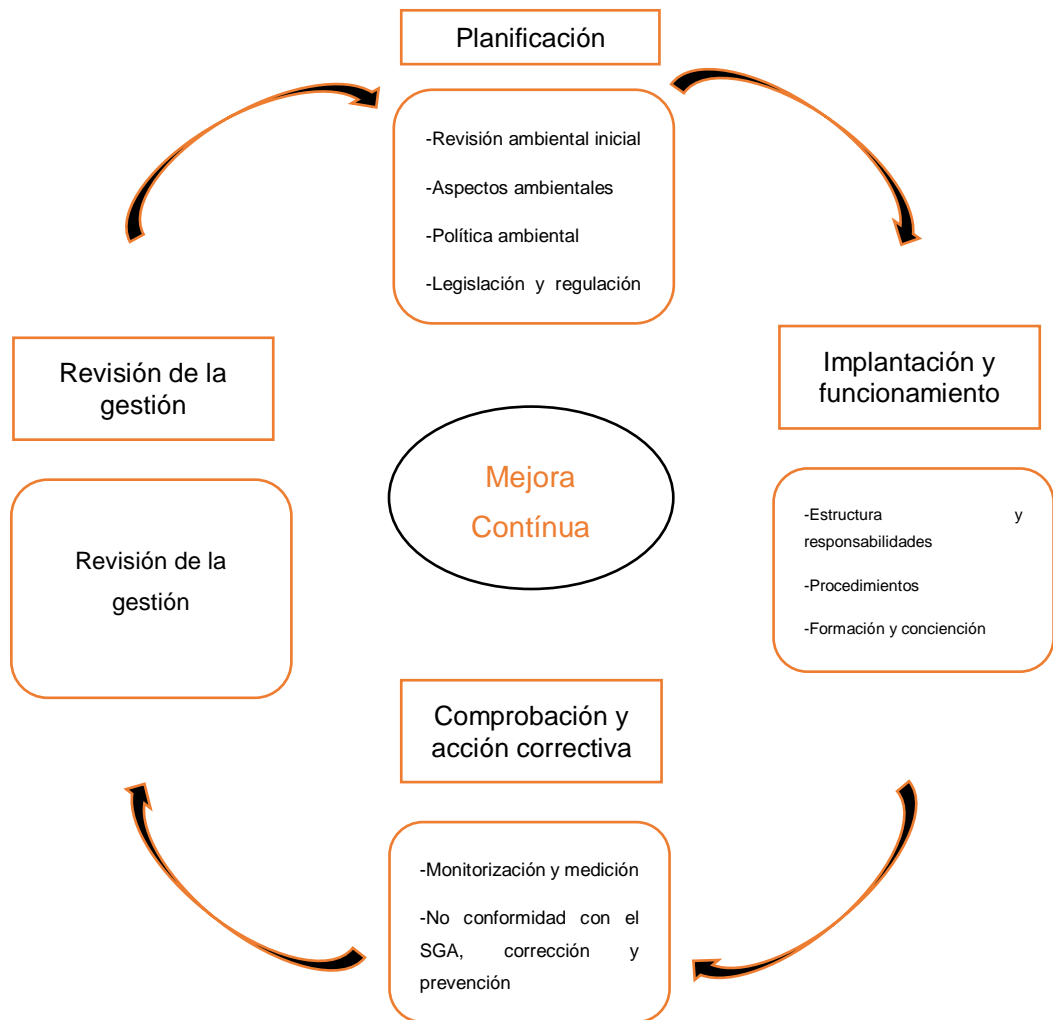 Planificación
-Revisión ambiental inicial
-Aspectos ambientales
-Política ambiental
-Legislación y regulación
Revisión de la
gestión
Implantación y
funcionamiento
Mejora
Contínua
Revisión de la
gestión
-Estructura y
responsabilidades
-Procedimientos
-Formación y conciención
Comprobación y
acción correctiva
-Monitorización y medición
-No conformidad con el
SGA, corrección y
prevención